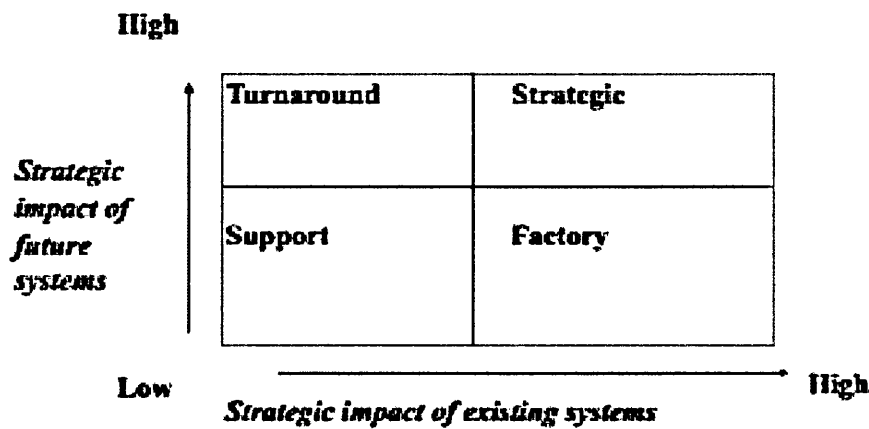 High
Turnaround Strategic
Strategic
impact of
future
systems
Support Factory
Low
High
Strategic impact of existing systems